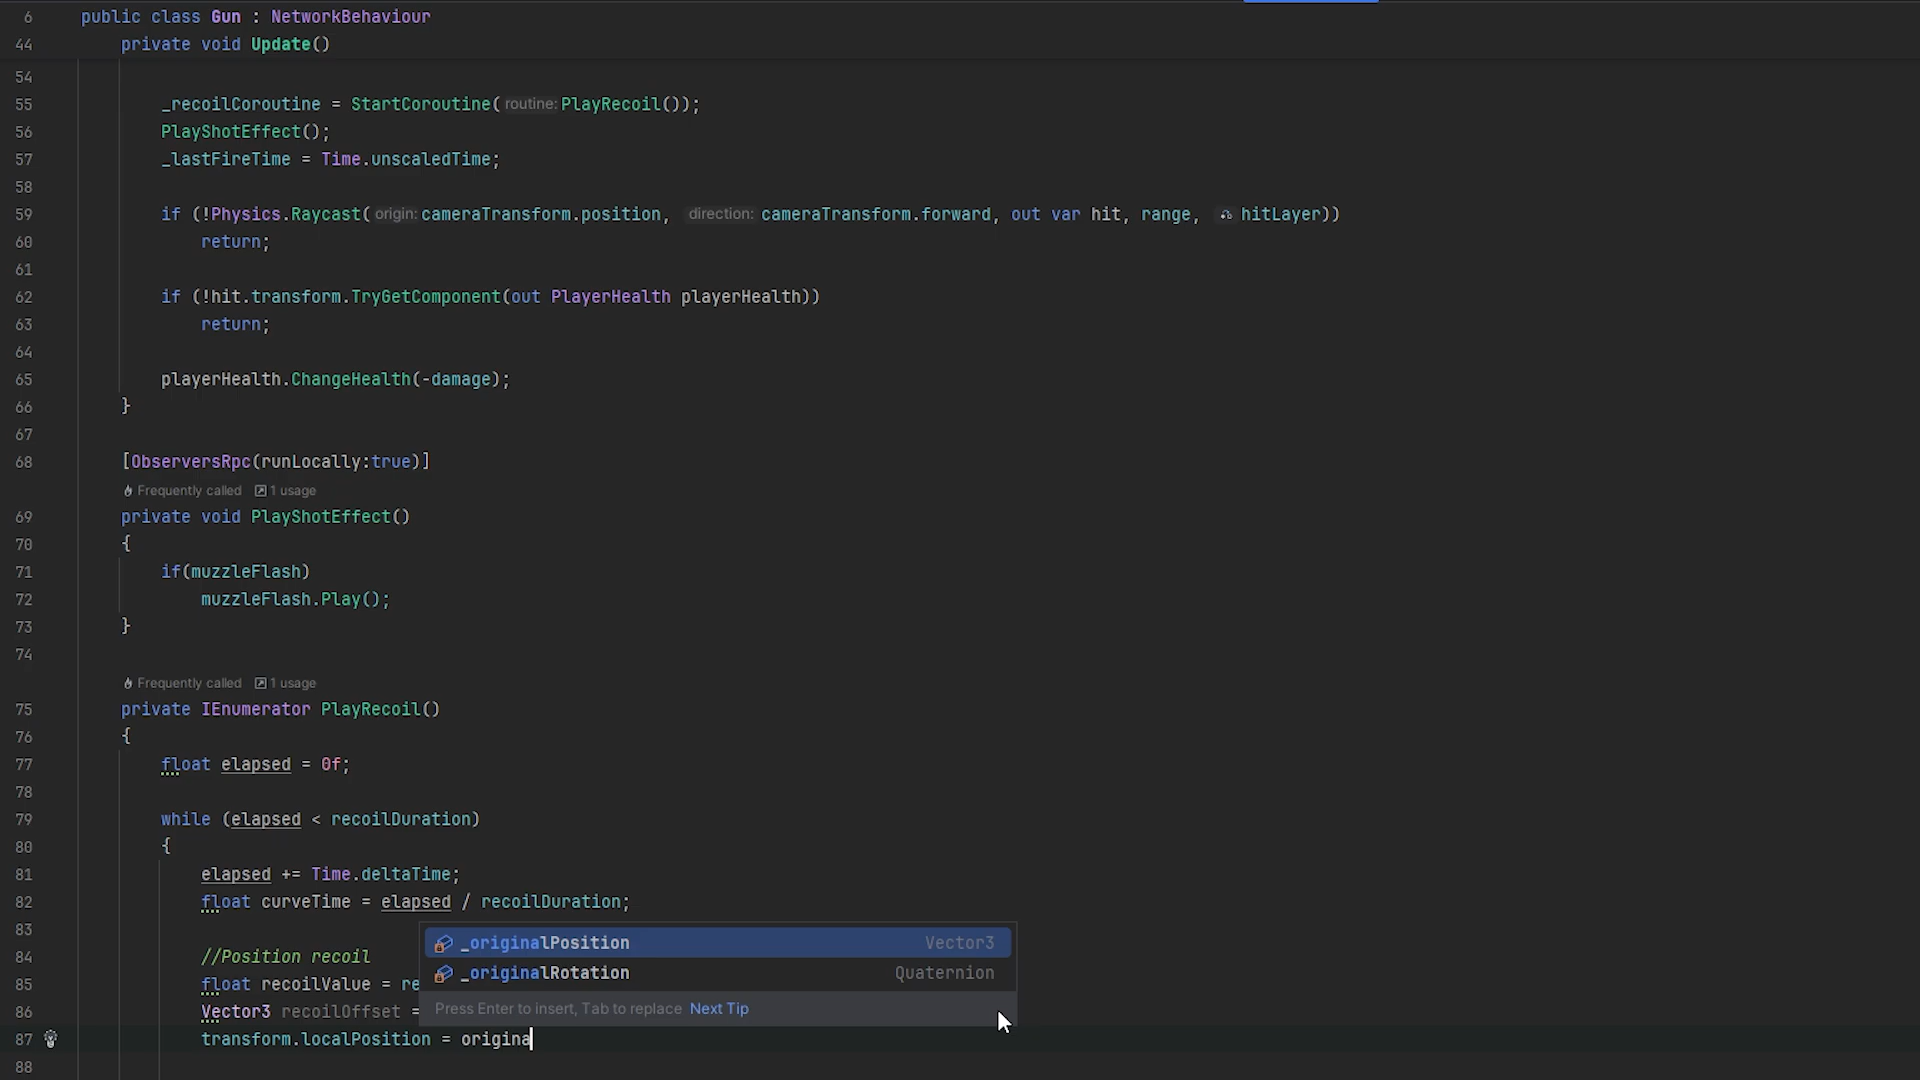 6 public class Gun : NetworkBehaviour
44 private void Update()
54
55 _recoilCoroutine = StartCoroutine( routine: PlayRecoil());
56 PlayShotEffect();
57 _lastFireTime = Time.unscaledTime;
58
59 if (!Physics.Raycast( origin: cameraTransform.position, direction: cameraTransform.forward, out var hit, range, hitLayer))
60 return;
61
62 if (!hit.transform.TryGetComponent(out PlayerHealth playerHealth))
63 return;
64
65 playerHealth.ChangeHealth(-damage);
66 }
67
68 [ObserversRpc(runLocally:true)]
Frequently called 1 usage
69 private void PlayShotEffect()
70 {
71 if(muzzleFlash)
72 muzzleFlash.Play();
73 }
74
Frequently called 1 usage
75 private IEnumerator PlayRecoil()
76 {
77 float elapsed = 0f;
78
79 while (elapsed < recoilDuration)
80 {
81 elapsed += Time.deltaTime;
82 float curveTime = elapsed / recoilDuration;
83
_originalPosition Vector3
84 //Position recoil
_originalRotation Quaternion
85 float recoilValue = re
Press Enter to insert, Tab to replace Next Tip
86 Vector3 recoilOffset =
87 transform.localPosition = origina
88